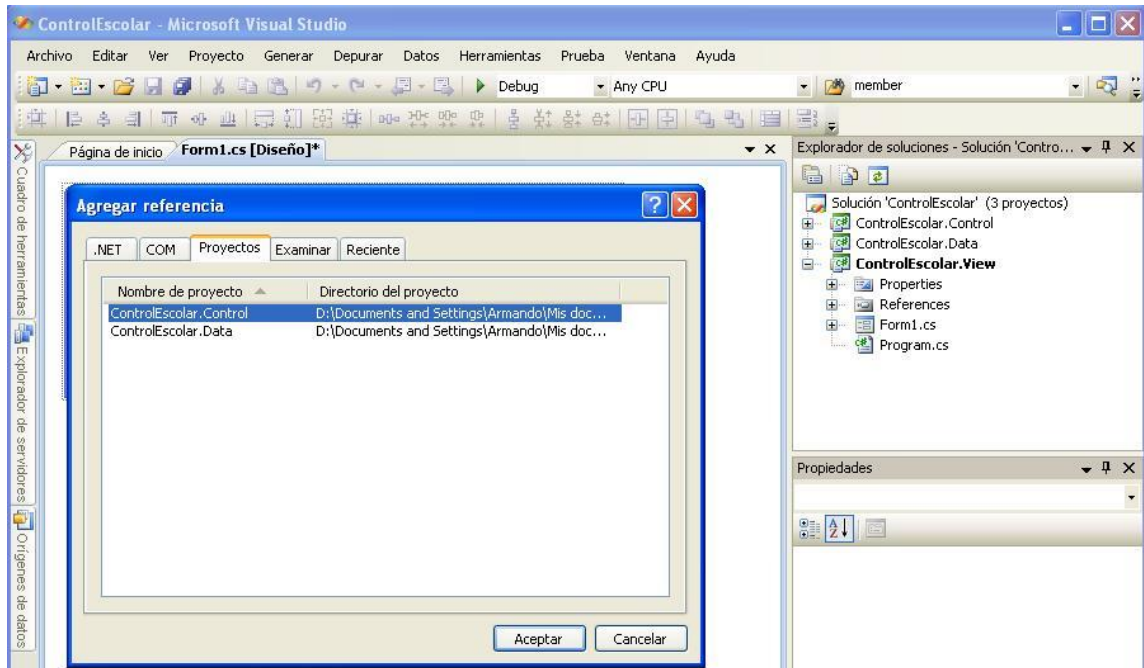 ControlEscolar - Microsoft Visual Studio
Archivo Editar Ver Proyecto Generar Depurar Datos Herramientas Prueba Ventana Ayuda
Debug Any CPU member
Página de inicio Form1.cs [Diseño]*
Explorador de soluciones - Solución 'Contro...
Cuadro de herramientas
Explorador de servidores
Orígenes de datos
Agregar referencia
.NET COM Proyectos Examinar Reciente
Nombre de proyecto Directorio del proyecto
ControlEscolar.Control D:\Documents and Settings\Armando\Mis doc...
ControlEscolar.Data D:\Documents and Settings\Armando\Mis doc...
Aceptar Cancelar
Solución 'ControlEscolar' (3 proyectos)
ControlEscolar.Control
ControlEscolar.Data
ControlEscolar.View
Properties
References
Form1.cs
Program.cs
Propiedades